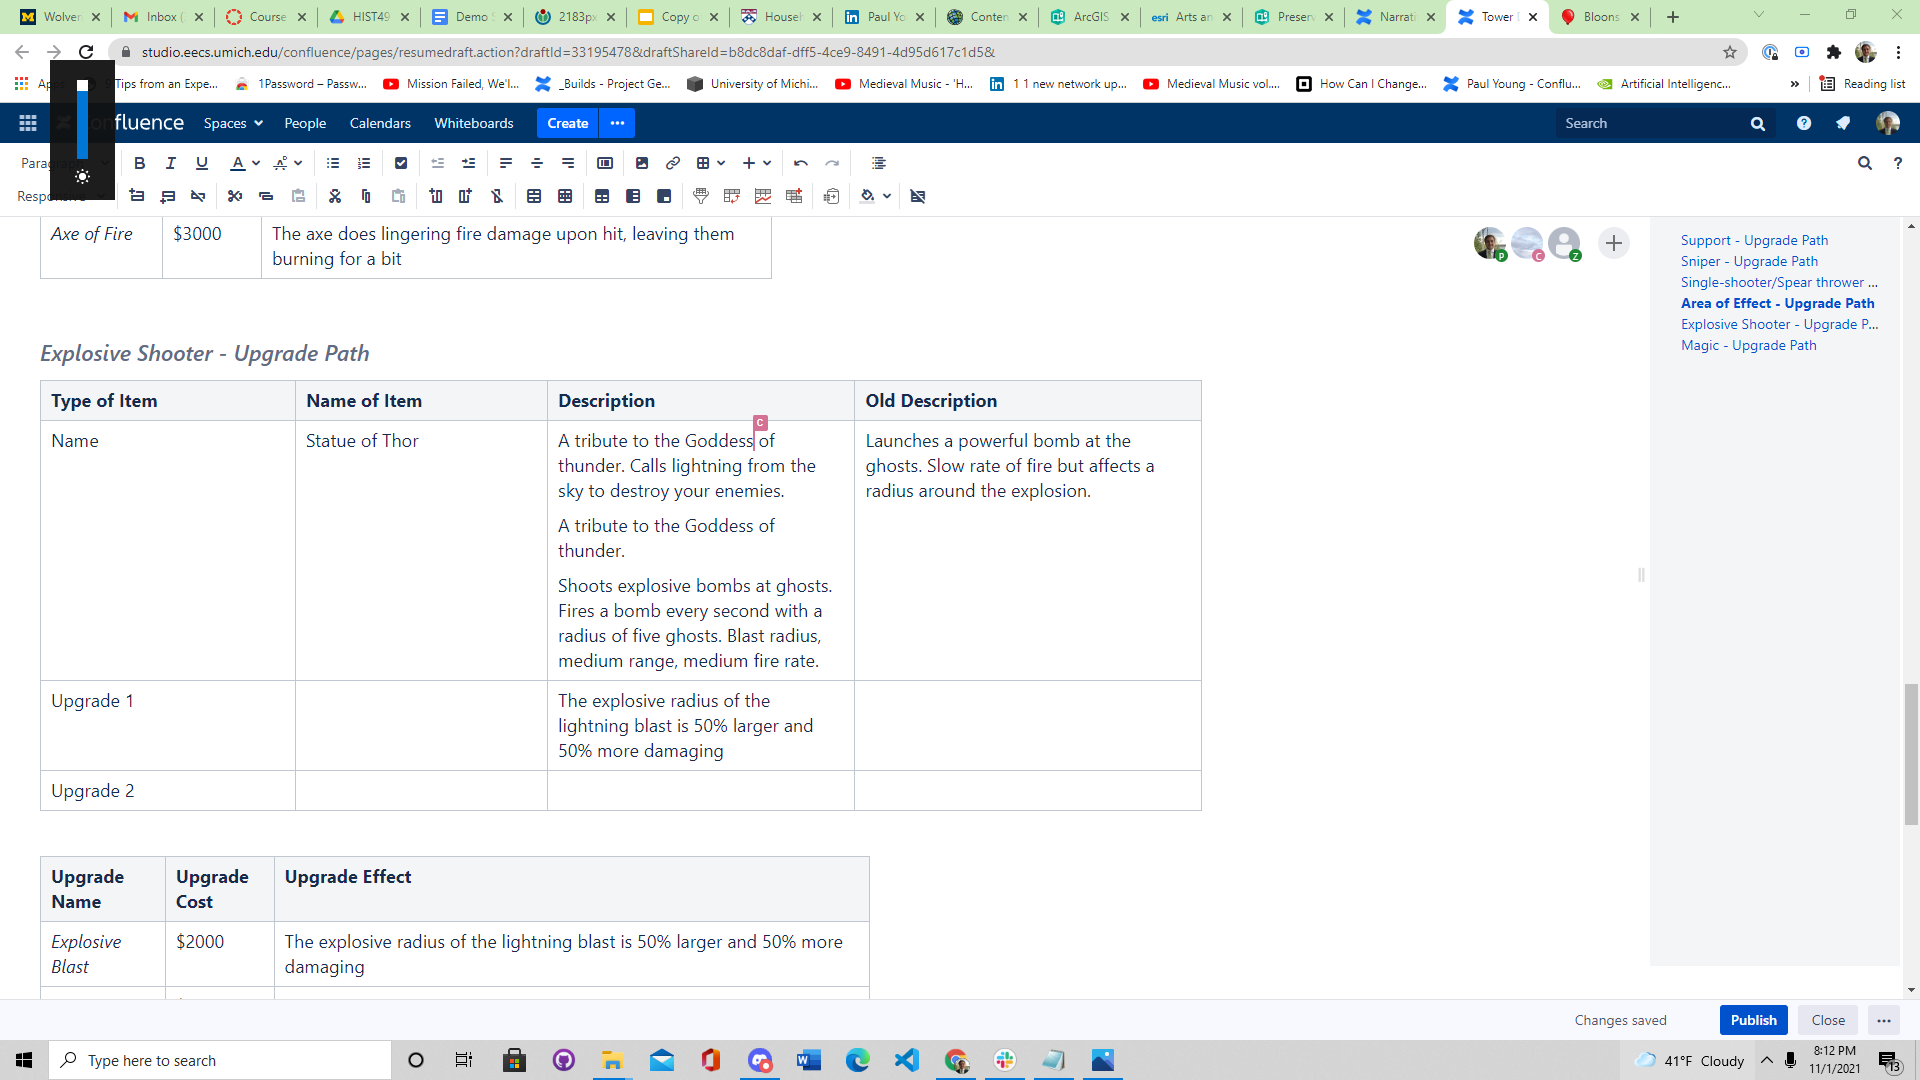 Wolver
Inbox (
Course
HIST49
Demo S
2183px
Copy o
Househ
Paul Yo
Conten
ArcGIS
esri Arts an
Preserv
Narrati
Tower
Bloons
studio.eecs.umich.edu/confluence/pages/resumedraft.action?draftId=33195478&draftShareId=b8dc8daf-dff5-4ce9-8491-4d95d617c1d5&
Tips from an Expe...
1Password – Passw...
Mission Failed, We'l...
_Builds - Project Ge...
University of Michi...
Medieval Music - 'H...
1 1 new network up...
Medieval Music vol....
How Can I Change...
Paul Young - Conflu...
Artificial Intelligenc...
»
Reading list
nfluence
Spaces
People
Calendars
Whiteboards
Create
Search
Axe of Fire
$3000
The axe does lingering fire damage upon hit, leaving them
burning for a bit
P
C
Z
Support - Upgrade Path
Sniper - Upgrade Path
Single-shooter/Spear thrower ...
Area of Effect - Upgrade Path
Explosive Shooter - Upgrade P...
Magic - Upgrade Path
Explosive Shooter - Upgrade Path
Type of Item
Name of Item
Description
Old Description
C
Name
Statue of Thor
A tribute to the Goddess of
thunder. Calls lightning from the
sky to destroy your enemies.
A tribute to the Goddess of
thunder.
Shoots explosive bombs at ghosts.
Fires a bomb every second with a
radius of five ghosts. Blast radius,
medium range, medium fire rate.
Launches a powerful bomb at the
ghosts. Slow rate of fire but affects a
radius around the explosion.
Upgrade 1
The explosive radius of the
lightning blast is 50% larger and
50% more damaging
Upgrade 2
Upgrade
Name
Upgrade
Cost
Upgrade Effect
Explosive
Blast
$2000
The explosive radius of the lightning blast is 50% larger and 50% more
damaging
Changes saved
Publish
Close
Type here to search
41°F Cloudy
8:12 PM
11/1/2021
13